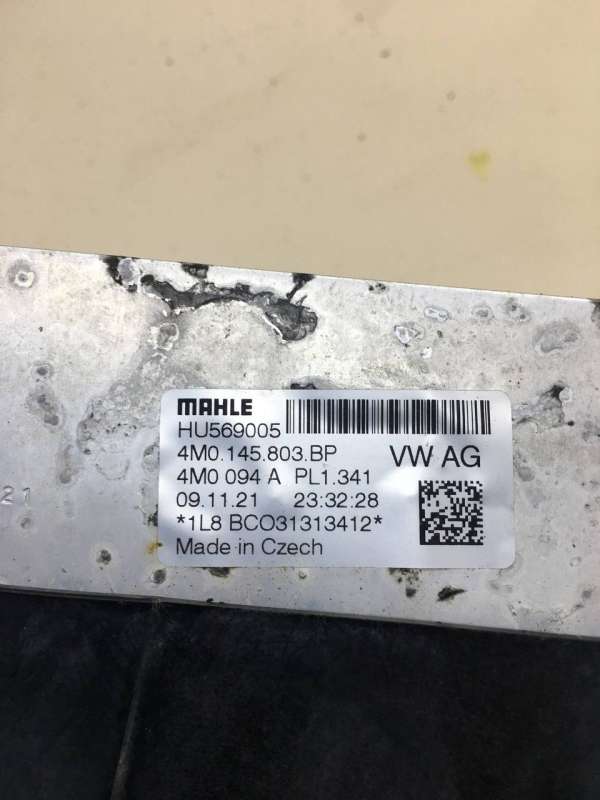 MAHLE
HU569005
4M0.145.803.BP VW AG
4M0 094 A PL1.341
09.11.21 23:32:28
*1L8 BCO31313412*
Made in Czech
21